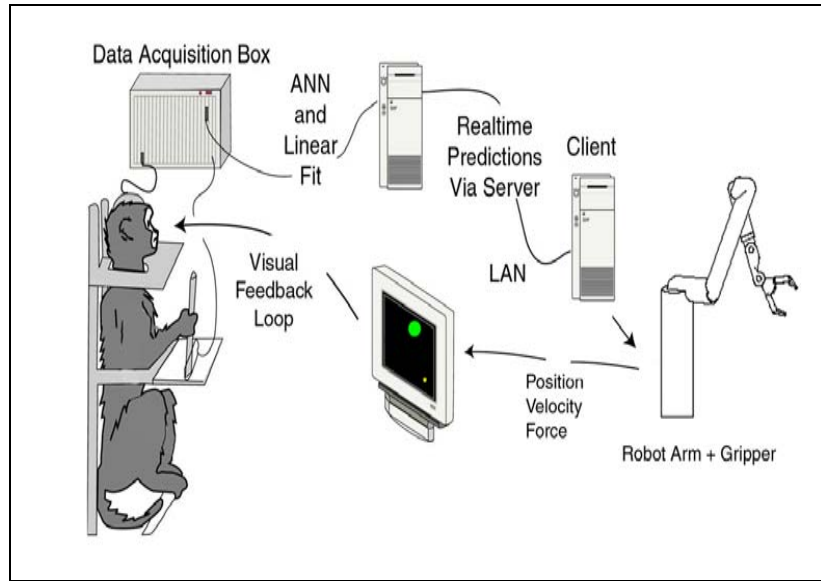 Data Acquisition Box
ANN
and
Linear
Fit
Realtime
Predictions
Via Server
Client
LAN
Visual
Feedback
Loop
Position
Velocity
Force
Robot Arm + Gripper